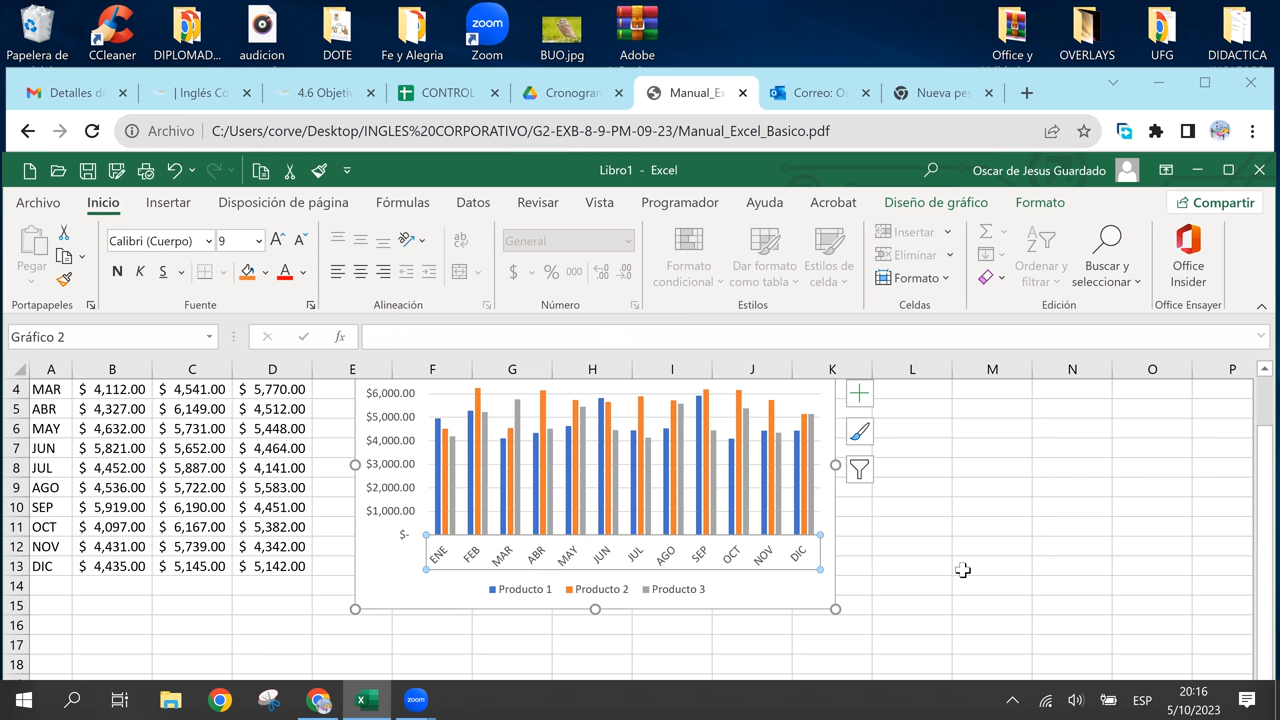 Papelera de
CCleaner
DIPLOMAD...
audicion
DOTE
Fe y Alegria
Zoom
BUO.jpg
Adobe
Office y
OVERLAYS
UFG
DIDACTICA
zoom
Detalles de
| Inglés Co
4.6 Objetiv
CONTROL
Cronogram
Manual_Ex
Correo: Os
Nueva pes
Archivo
C:/Users/corve/Desktop/INGLES%20CORPORATIVO/G2-EXB-8-9-PM-09-23/Manual_Excel_Basico.pdf
Libro1 - Excel
Oscar de Jesus Guardado
Archivo Inicio Insertar Disposición de página Fórmulas Datos Revisar Vista Programador Ayuda Acrobat Diseño de gráfico Formato Compartir
Pegar
Calibri (Cuerpo) 9
N K S
General
$ % 000
Formato
condicional
Dar formato
como tabla
Estilos de
celda
Insertar
Eliminar
Formato
Ordenar y
filtrar
Buscar y
seleccionar
Office
Insider
Portapapeles Fuente Alineación Número Estilos Celdas Edición Office Ensayer
Gráfico 2
fx
A B C D E F G H I J K L M N O P
4 MAR $ 4,112.00 $ 4,541.00 $ 5,770.00
5 ABR $ 4,327.00 $ 6,149.00 $ 4,512.00
6 MAY $ 4,632.00 $ 5,731.00 $ 5,448.00
7 JUN $ 5,821.00 $ 5,652.00 $ 4,464.00
8 JUL $ 4,452.00 $ 5,887.00 $ 4,141.00
9 AGO $ 4,536.00 $ 5,722.00 $ 5,583.00
10 SEP $ 5,919.00 $ 6,190.00 $ 4,451.00
11 OCT $ 4,097.00 $ 6,167.00 $ 5,382.00
12 NOV $ 4,431.00 $ 5,739.00 $ 4,342.00
13 DIC $ 4,435.00 $ 5,145.00 $ 5,142.00
14
15
16
17
18
$6,000.00
$5,000.00
$4,000.00
$3,000.00
$2,000.00
$1,000.00
$-
ENE FEB MAR ABR MAY JUN JUL AGO SEP OCT NOV DIC
Producto 1 Producto 2 Producto 3
zoom
ESP
20:16
5/10/2023